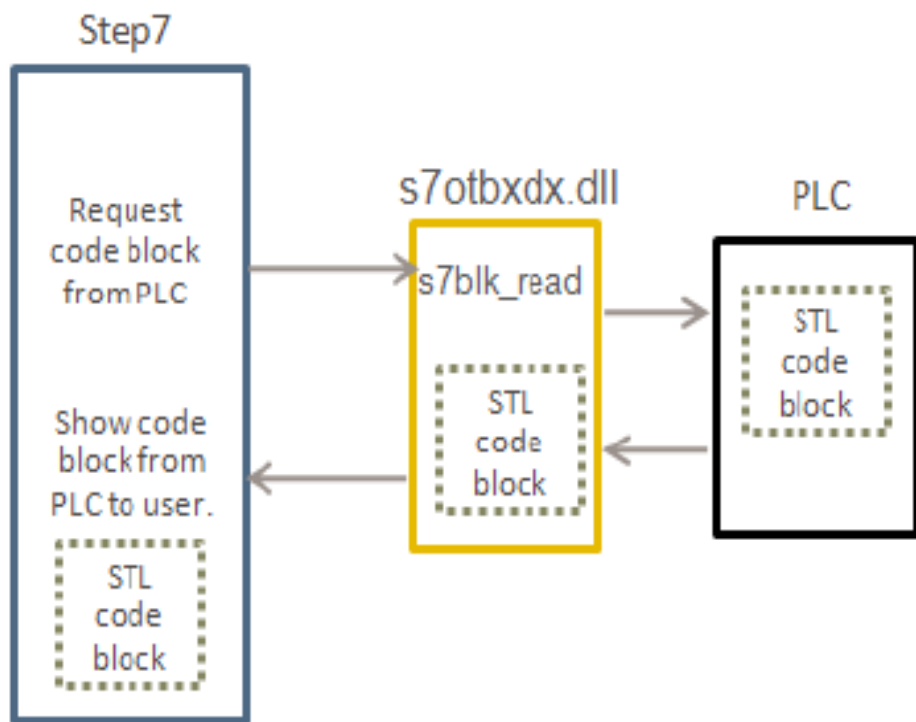 Step7
Request
code block
from PLC
Show code
block from
PLC to user.
STL
code
block
s7otbxdx.dll
s7blk_read
STL
code
block
PLC
STL
code
block